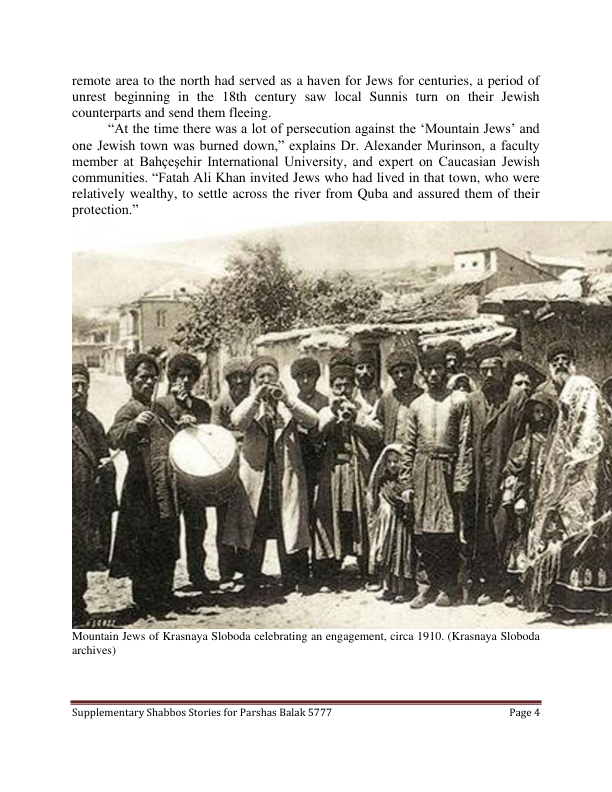 remote area to the north had served as a haven for Jews for centuries, a period of
unrest beginning in the 18th century saw local Sunnis turn on their Jewish
counterparts and send them fleeing.
“At the time there was a lot of persecution against the ‘Mountain Jews’ and
one Jewish town was burned down,” explains Dr. Alexander Murinson, a faculty
member at Bahçeşehir International University, and expert on Caucasian Jewish
communities. “Fatah Ali Khan invited Jews who had lived in that town, who were
relatively wealthy, to settle across the river from Quba and assured them of their
protection.”
Mountain Jews of Krasnaya Sloboda celebrating an engagement, circa 1910. (Krasnaya Sloboda
archives)
Supplementary Shabbos Stories for Parshas Balak 5777 Page 4